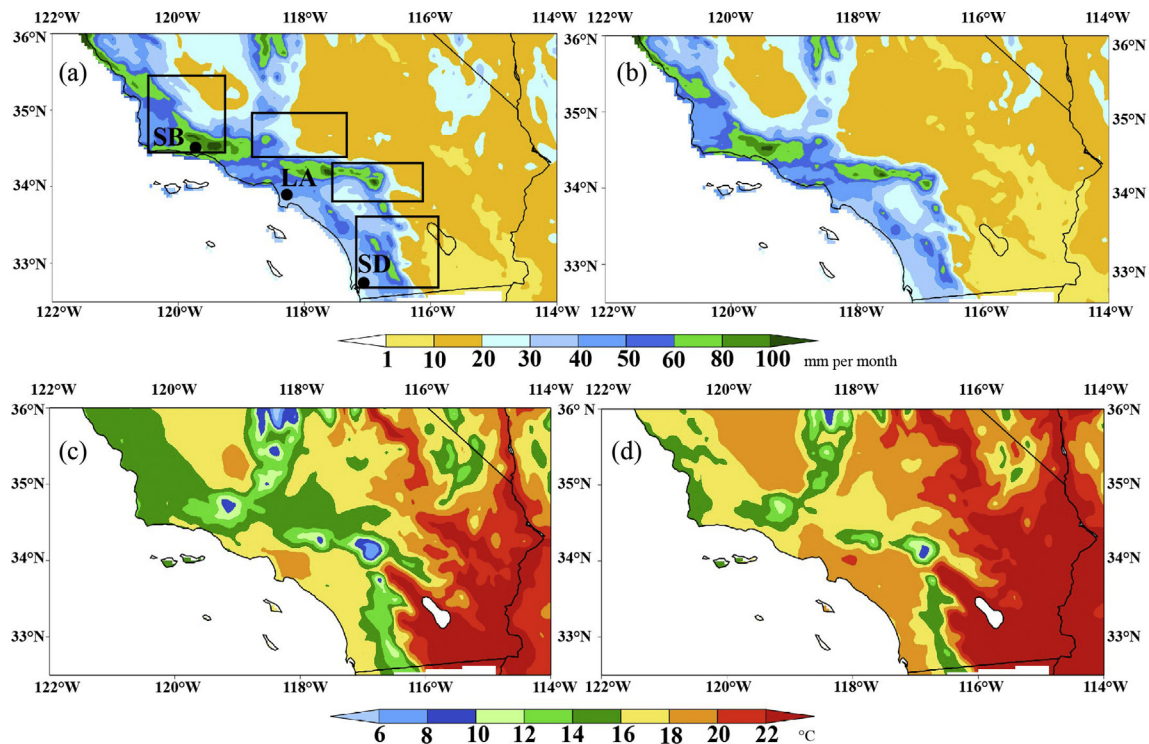 122°W 120°W 118°W 116°W 114°W 122°W 120°W 118°W 116°W 114°W
36°N 36°N
(a) (b)
35°N 35°N
SB
34°N LA 34°N
33°N SD 33°N
122°W 120°W 118°W 116°W 114°W 122°W 120°W 118°W 116°W 114°W
1 10 20 30 40 50 60 80 100 mm per month
122°W 120°W 118°W 116°W 114°W 122°W 120°W 118°W 116°W 114°W
36°N 36°N
(c) (d)
35°N 35°N
34°N 34°N
33°N 33°N
122°W 120°W 118°W 116°W 114°W 122°W 120°W 118°W 116°W 114°W
6 8 10 12 14 16 18 20 22 °C